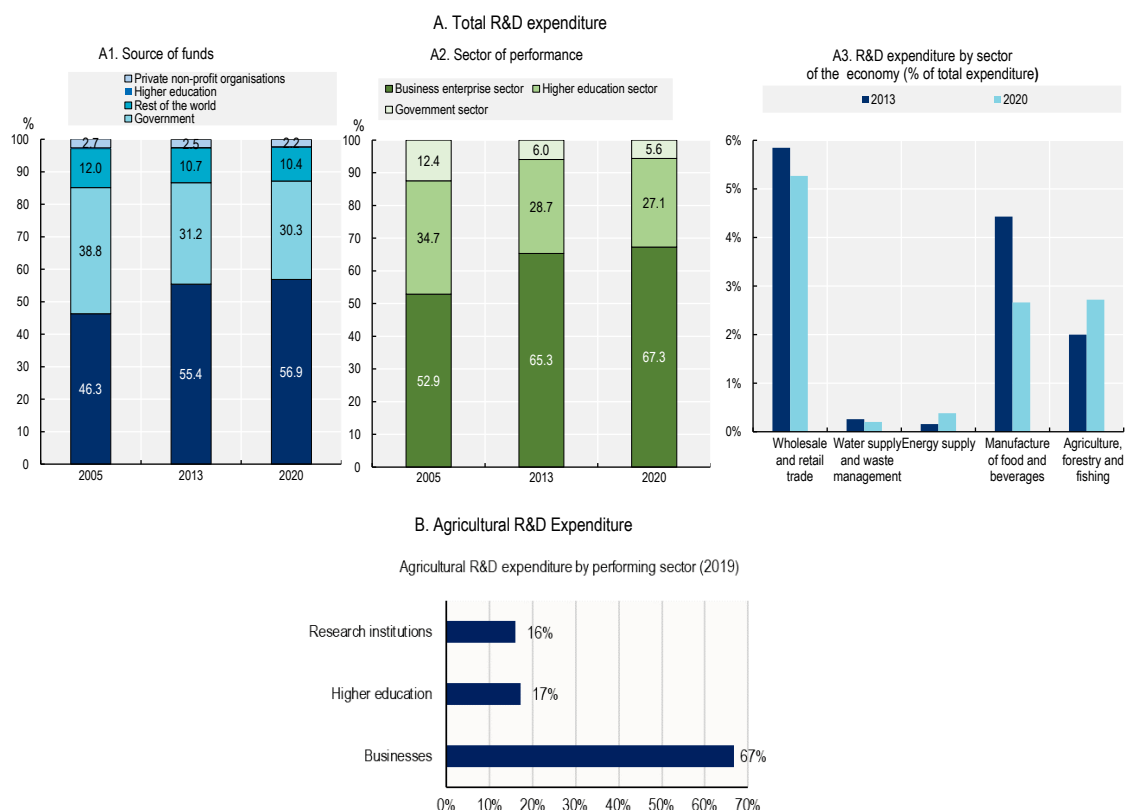 A. Total R&D expenditure
A1. Source of funds
Private non-profit organisations
Higher education
Rest of the world
Government
%
100
90
80
70
60
50
40
30
20
10
0
2.7
12.0
38.8
46.3
2.5
10.7
31.2
55.4
2.2
10.4
30.3
56.9
2005
2013
2020
A2. Sector of performance
Business enterprise sector
Higher education sector
Government sector
%
100
90
80
70
60
50
40
30
20
10
0
12.4
34.7
52.9
6.0
28.7
65.3
5.6
27.1
67.3
2005
2013
2020
A3. R&D expenditure by sector
of the economy (% of total expenditure)
2013
2020
6%
5%
4%
3%
2%
1%
0%
Wholesale
and retail
trade
Water supply
and waste
management
Energy supply
Manufacture
of food and
beverages
Agriculture,
forestry and
fishing
B. Agricultural R&D Expenditure
Agricultural R&D expenditure by performing sector (2019)
Research institutions
16%
Higher education
17%
Businesses
67%
0%
10%
20%
30%
40%
50%
60%
70%